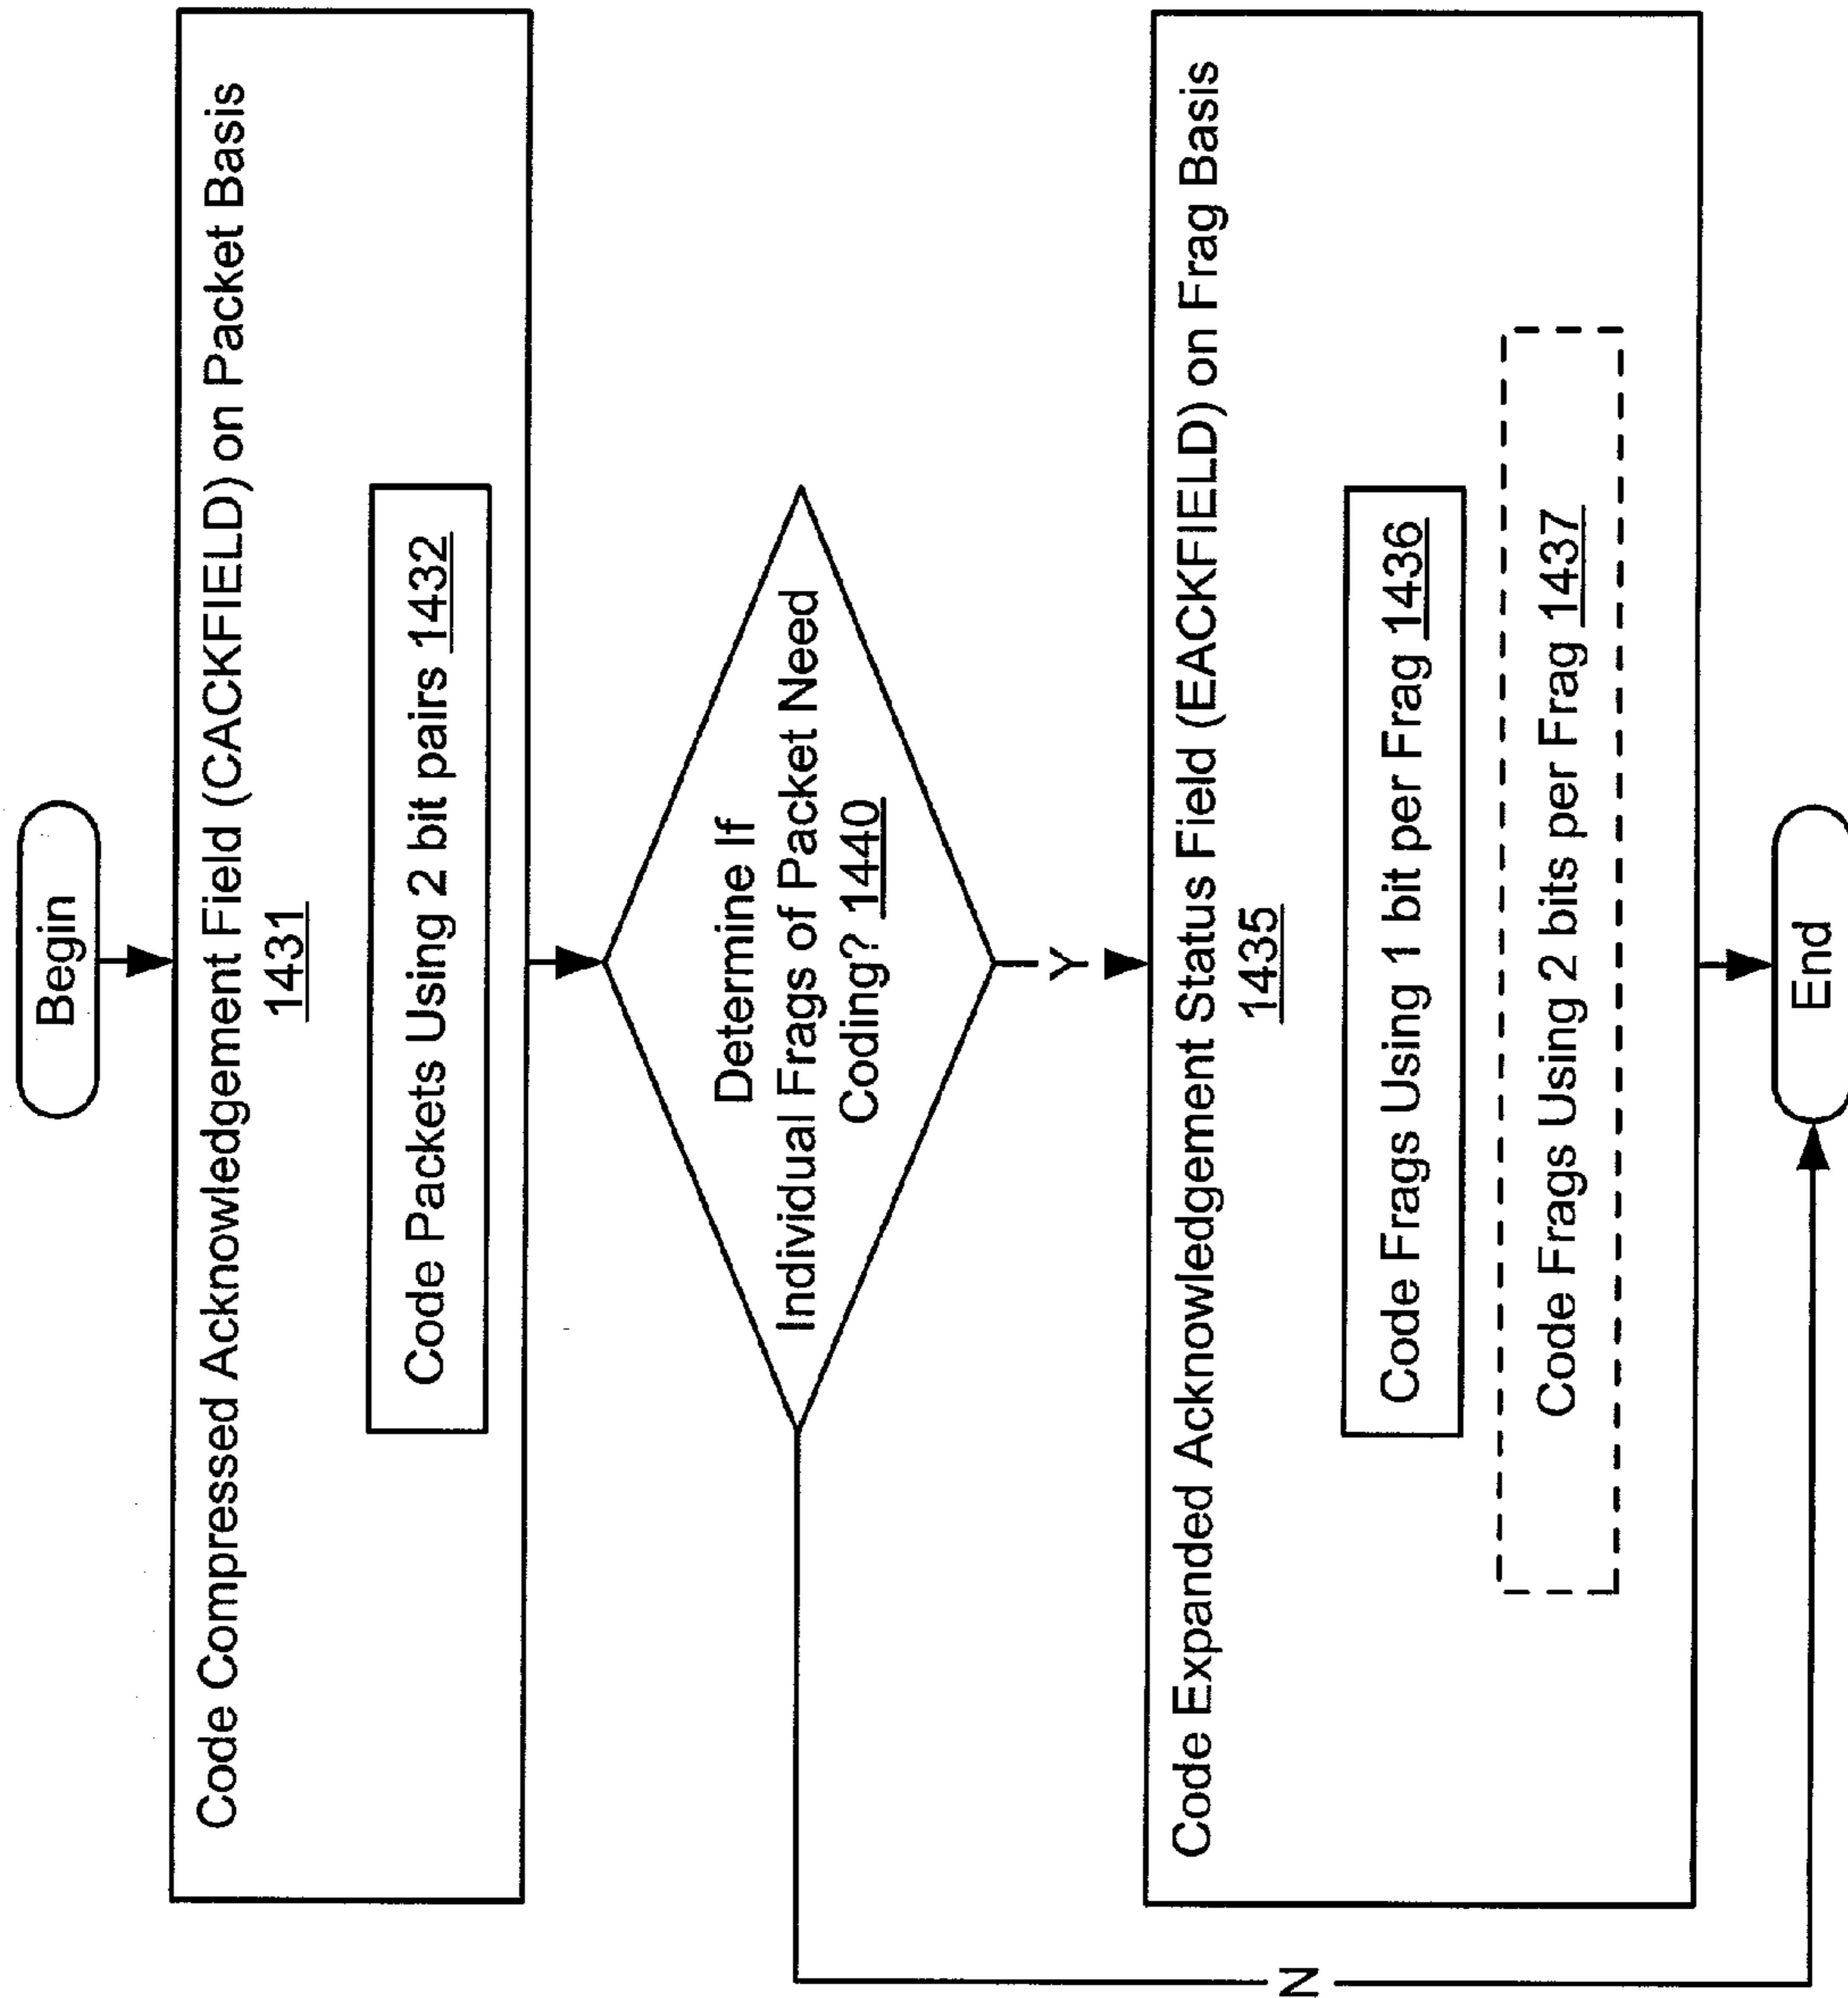 Begin
Code Compressed Acknowledgement Field (CACKFIELD) on Packet Basis
1431
Code Packets Using 2 bit pairs 1432
Determine If
Individual Frags of Packet Need
Coding? 1440
Y
N
Code Expanded Acknowledgement Status Field (EACKFIELD) on Frag Basis
1435
Code Frags Using 1 bit per Frag 1436
Code Frags Using 2 bits per Frag 1437
End